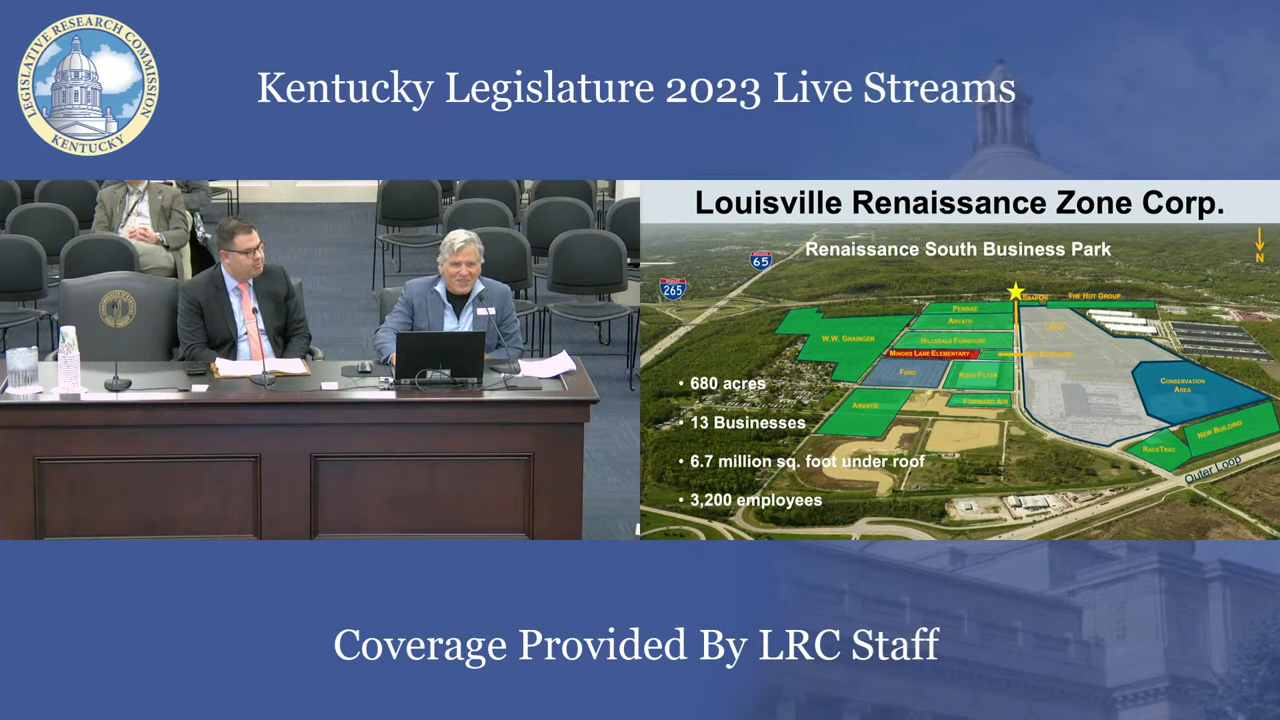 LEGISLATIVE RESEARCH COMMISSION
KENTUCKY
Kentucky Legislature 2023 Live Streams
Louisville Renaissance Zone Corp.
Renaissance South Business Park
N
65
265
SNAPON
THE HUT GROUP
PENSKE
ARVATO
UPS
W.W. GRAINGER
HILLSDALE FURNITURE
MINORS LANE ELEMENTARY
FORD
KOCH FILTER
CONSERVATION
AREA
• 680 acres
ARVATO
FORWARD AIR
• 13 Businesses
NEW BUILDING
RACETRAC
• 6.7 million sq. foot under roof
Outer Loop
• 3,200 employees
Coverage Provided By LRC Staff